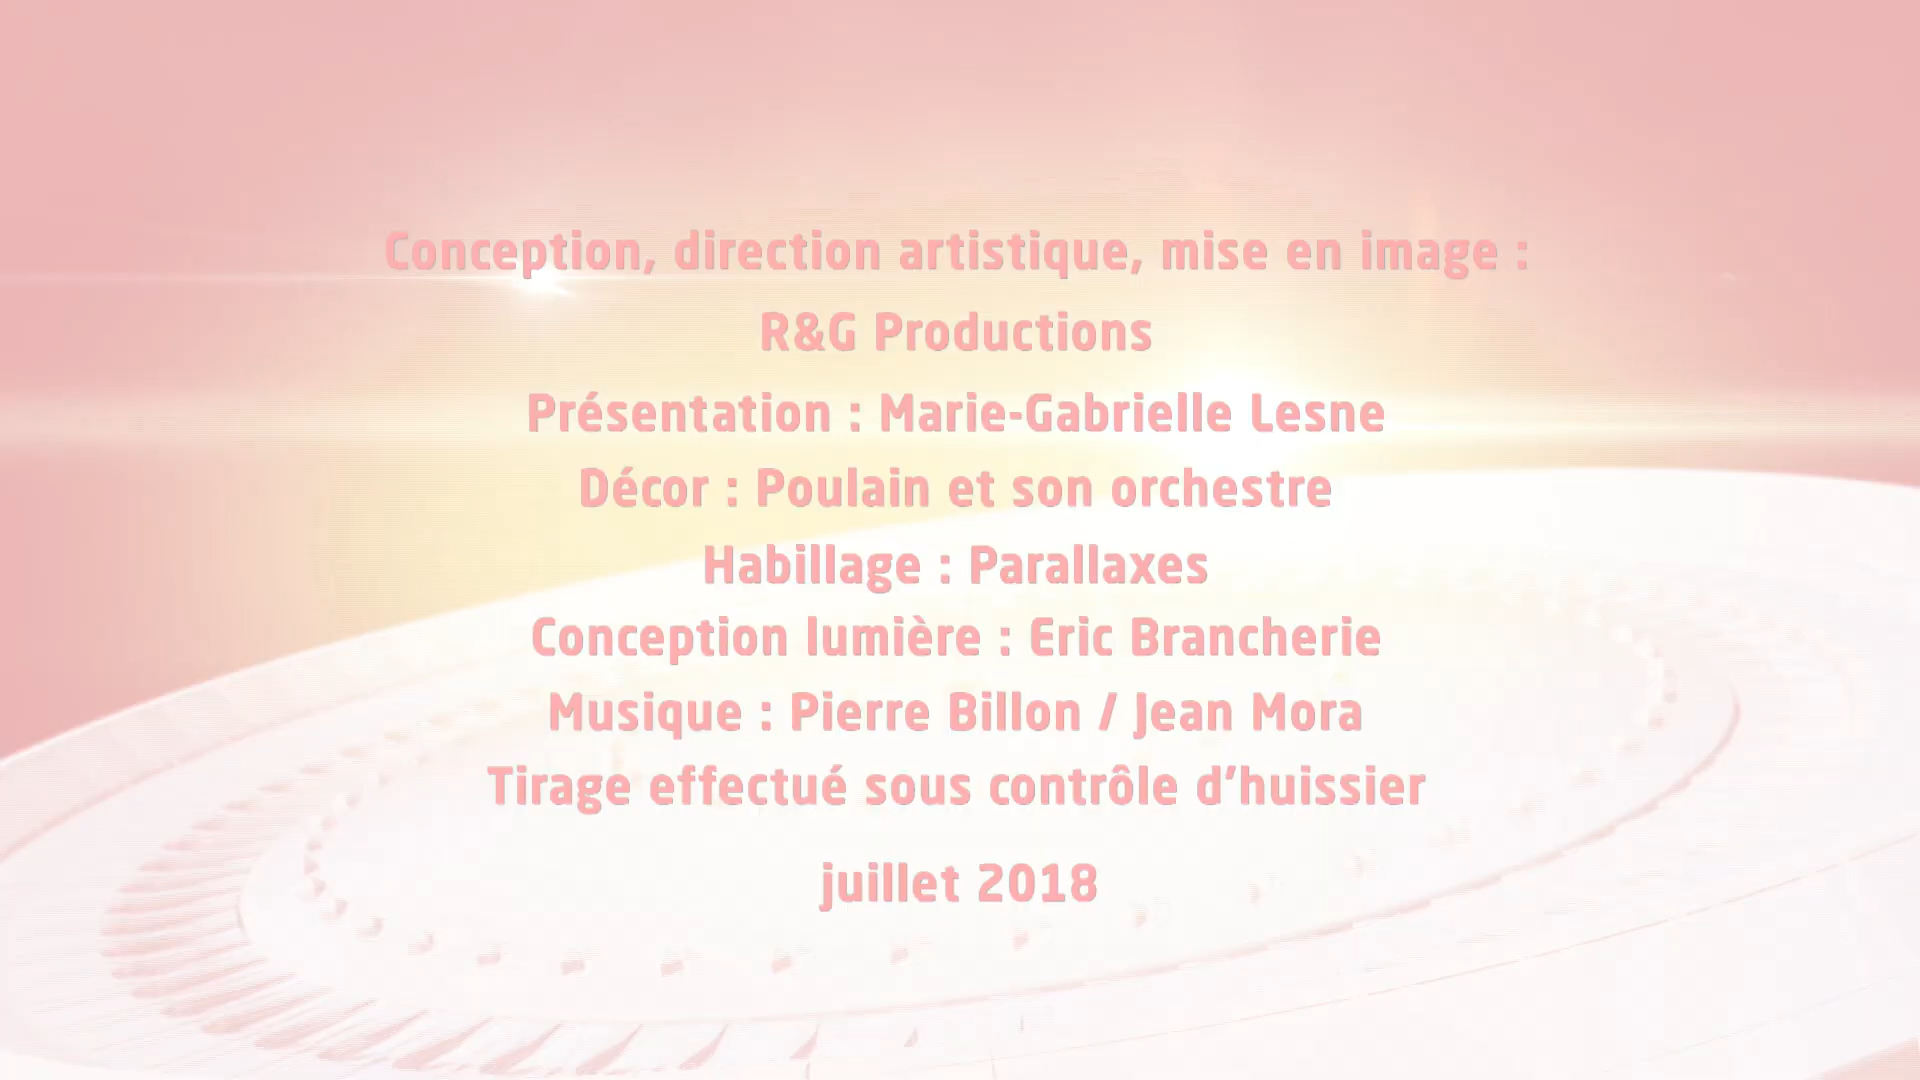 Conception, direction artistique, mise en image :
R&G Productions
Présentation : Marie-Gabrielle Lesne
Décor : Poulain et son orchestre
Habillage : Parallaxes
Conception lumière : Eric Brancherie
Musique : Pierre Billon / Jean Mora
Tirage effectué sous contrôle d'huissier
juillet 2018